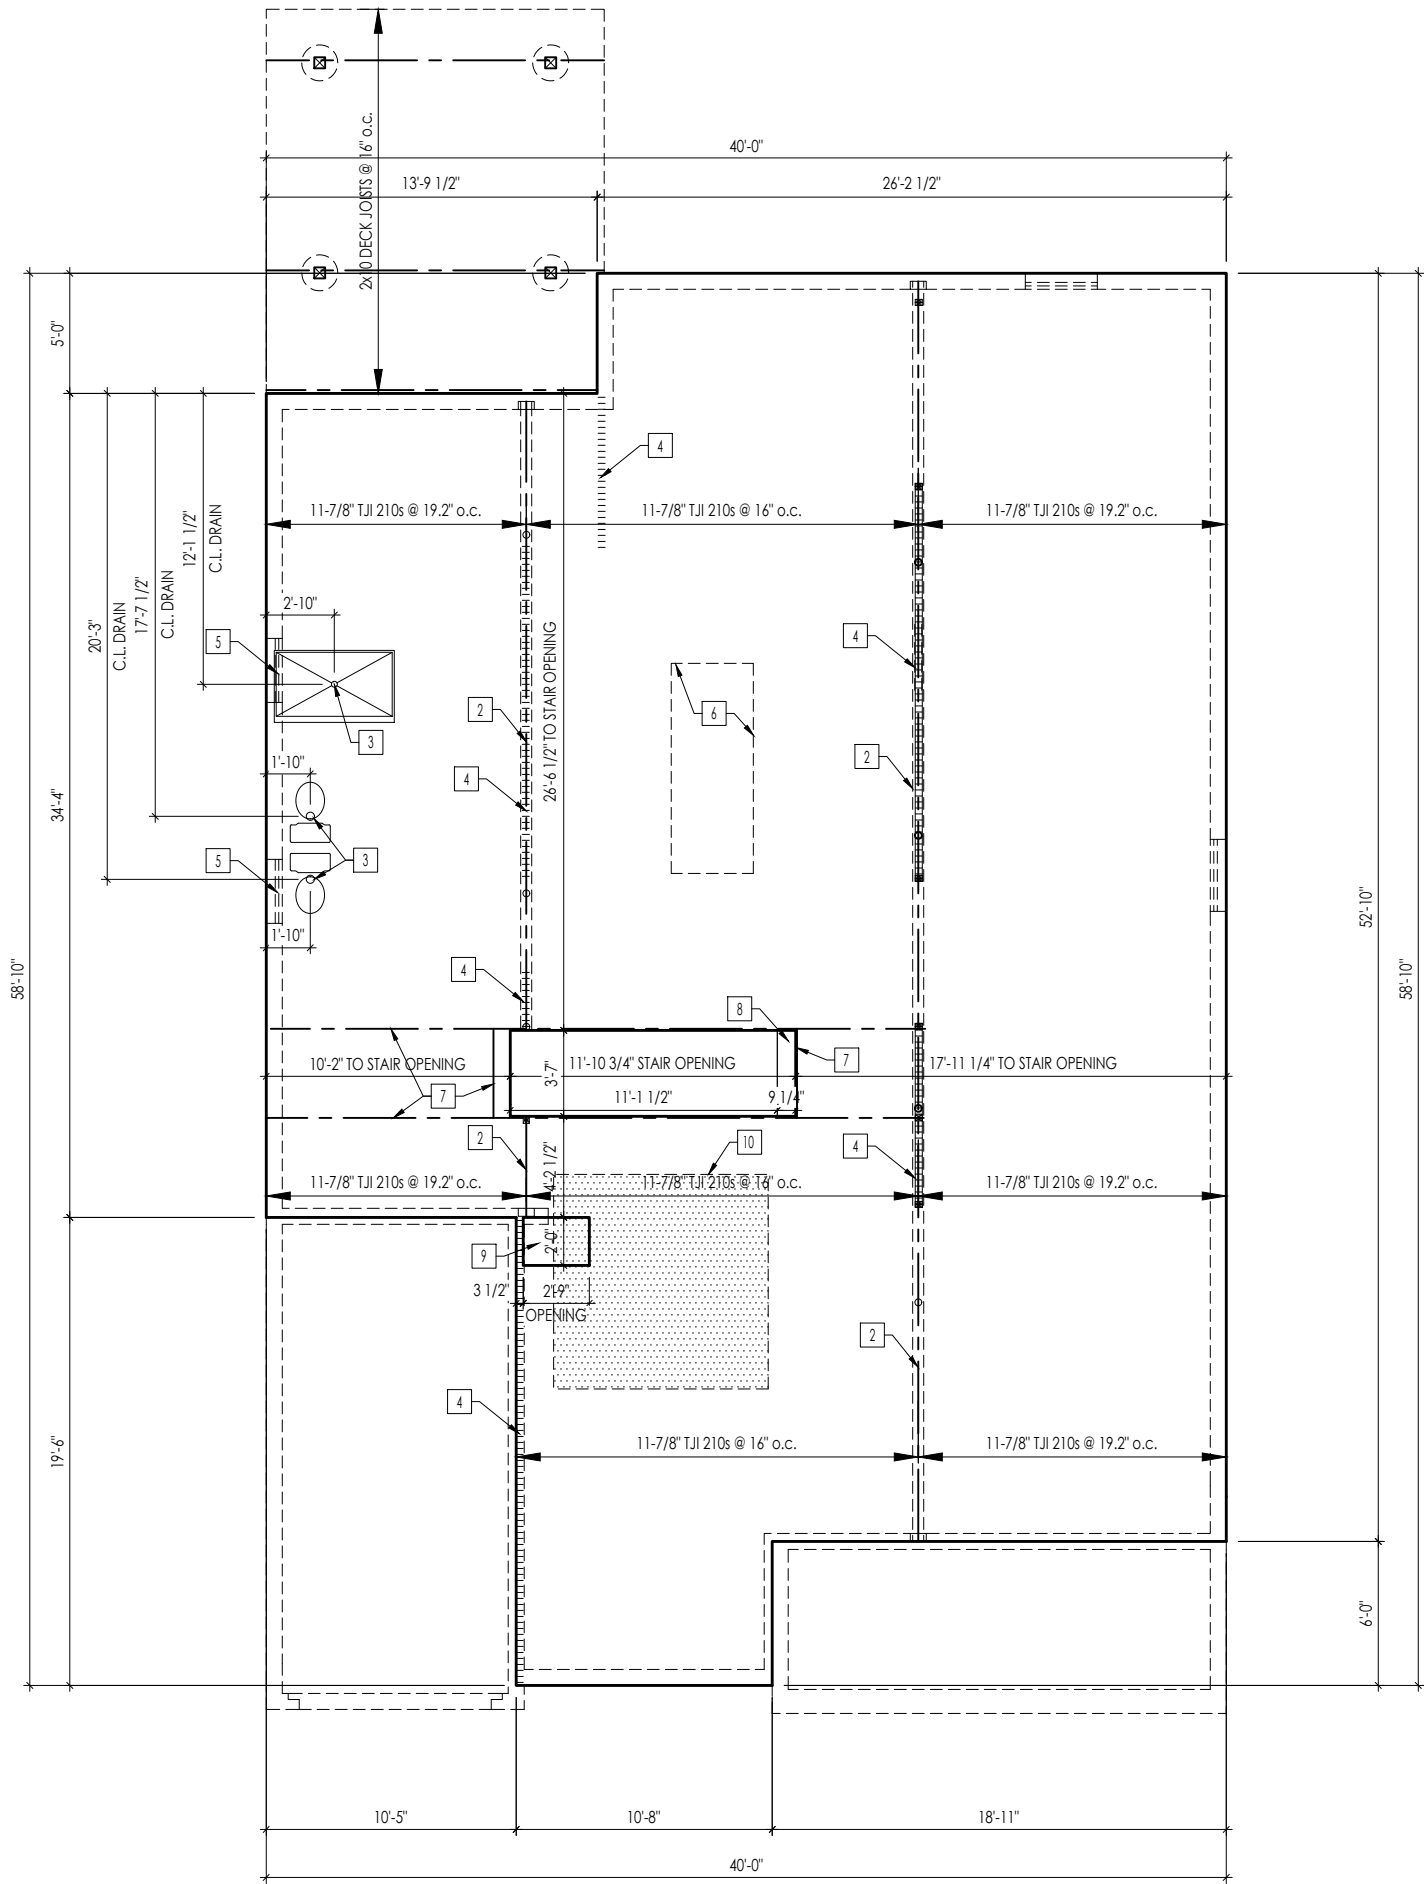 2x10 DECK JOISTS @ 16" o.c.
40'-0"
13'-9 1/2"
26'-2 1/2"
5'-0"
4
11-7/8" TJI 210s @ 19.2" o.c.
11-7/8" TJI 210s @ 16" o.c.
11-7/8" TJI 210s @ 19.2" o.c.
12'-1 1/2"
C.L. DRAIN
17'-7 1/2"
C.L. DRAIN
20'-3"
C.L. DRAIN
2'-10"
5
4
26'-6 1/2" TO STAIR OPENING
2
6
3
2
1'-10"
4
34'-4"
5
3
1'-10"
52'-10"
58'-10"
58'-10"
4
8
10'-2" TO STAIR OPENING
3'-7"
11'-10 3/4" STAIR OPENING
7
17'-11 1/4" TO STAIR OPENING
7
11'-1 1/2"
9 1/4"
2
10
4
4'-2 1/2"
11-7/8" TJI 210s @ 19.2" o.c.
11-7/8" TJI 210s @ 16" o.c.
11-7/8" TJI 210s @ 19.2" o.c.
9
2'-0"
3 1/2"
2'-9"
OPENING
2
4
11-7/8" TJI 210s @ 16" o.c.
11-7/8" TJI 210s @ 19.2" o.c.
19'-6"
6'-0"
10'-5"
10'-8"
18'-11"
40'-0"